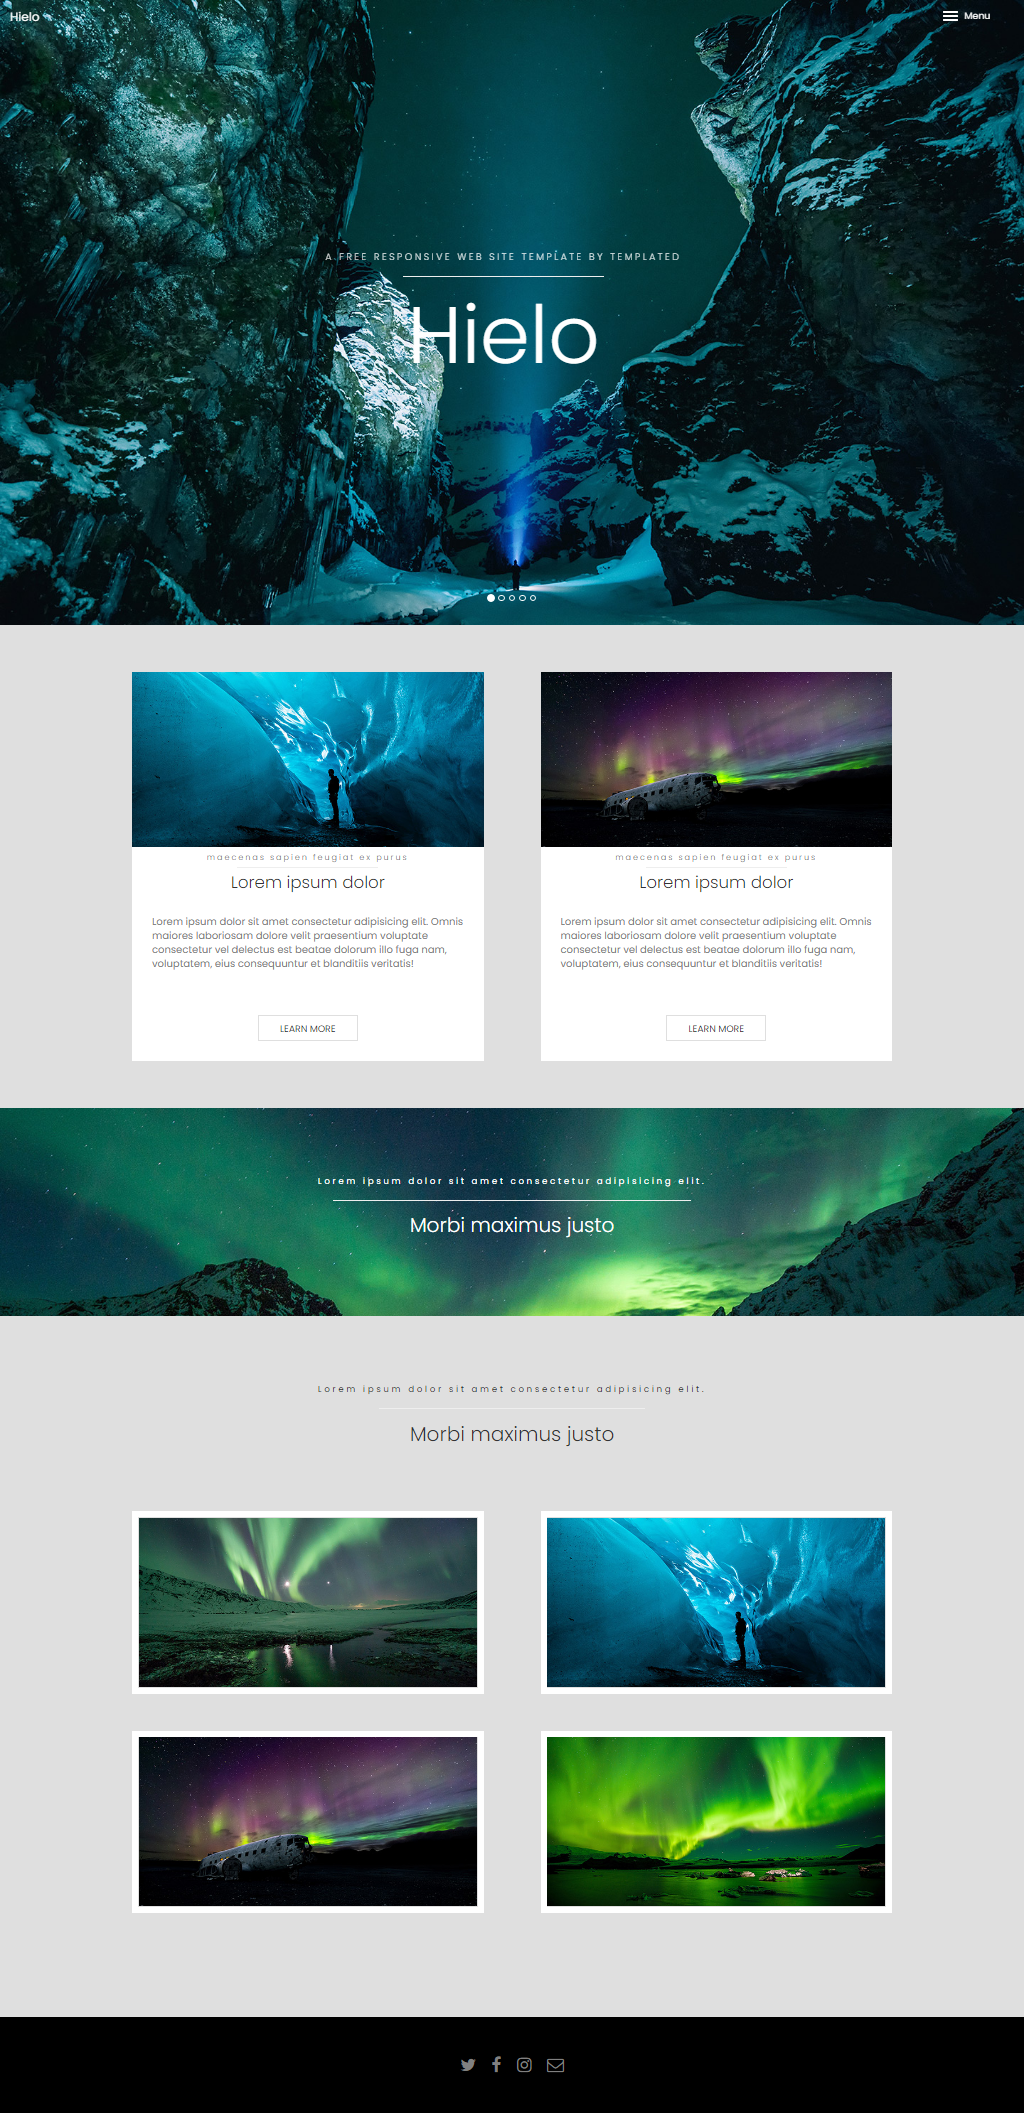 Hielo
Menu
A FREE RESPONSIVE WEB SITE TEMPLATE BY TEMPLATED
Hielo
maecenas sapien feugiat ex purus
Lorem ipsum dolor
Lorem ipsum dolor sit amet consectetur adipisicing elit. Omnis
maiores laboriosam dolore velit praesentium voluptate
consectetur vel delectus est beatae dolorum illo fuga nam,
voluptatem, eius consequuntur et blanditiis veritatis!
LEARN MORE
maecenas sapien feugiat ex purus
Lorem ipsum dolor
Lorem ipsum dolor sit amet consectetur adipisicing elit. Omnis
maiores laboriosam dolore velit praesentium voluptate
consectetur vel delectus est beatae dolorum illo fuga nam,
voluptatem, eius consequuntur et blanditiis veritatis!
LEARN MORE
Lorem ipsum dolor sit amet consectetur adipisicing elit.
Morbi maximus justo
Lorem ipsum dolor sit amet consectetur adipisicing elit.
Morbi maximus justo